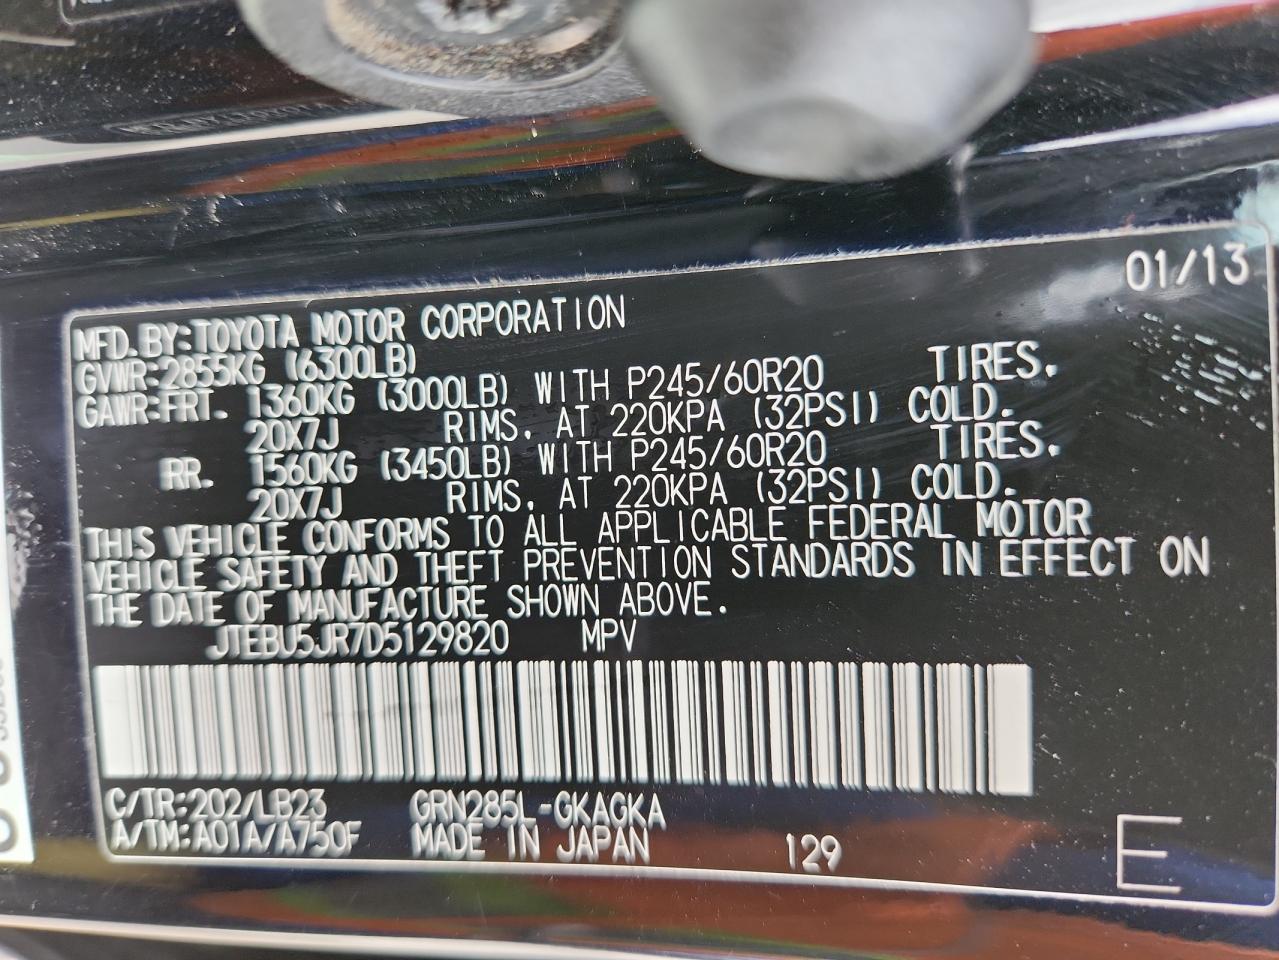 01/13
MFD.BY:TOYOTA MOTOR CORPORATION
GVWR:2855KG (6300LB)
GAWR:FRT. 1360KG (3000LB) WITH P245/60R20 TIRES.
20X7J RIMS, AT 220KPA (32PSI) COLD.
RR. 1560KG (3450LB) WITH P245/60R20 TIRES.
20X7J RIMS, AT 220KPA (32PSI) COLD.
THIS VEHICLE CONFORMS TO ALL APPLICABLE FEDERAL MOTOR
VEHICLE SAFETY AND THEFT PREVENTION STANDARDS IN EFFECT ON
THE DATE OF MANUFACTURE SHOWN ABOVE.
JTEBU5JR7D5129820 MPV
C/TR:202/LB23 GRN285L-GKAGKA
A/TM:A01A/A750F MADE IN JAPAN 129 E